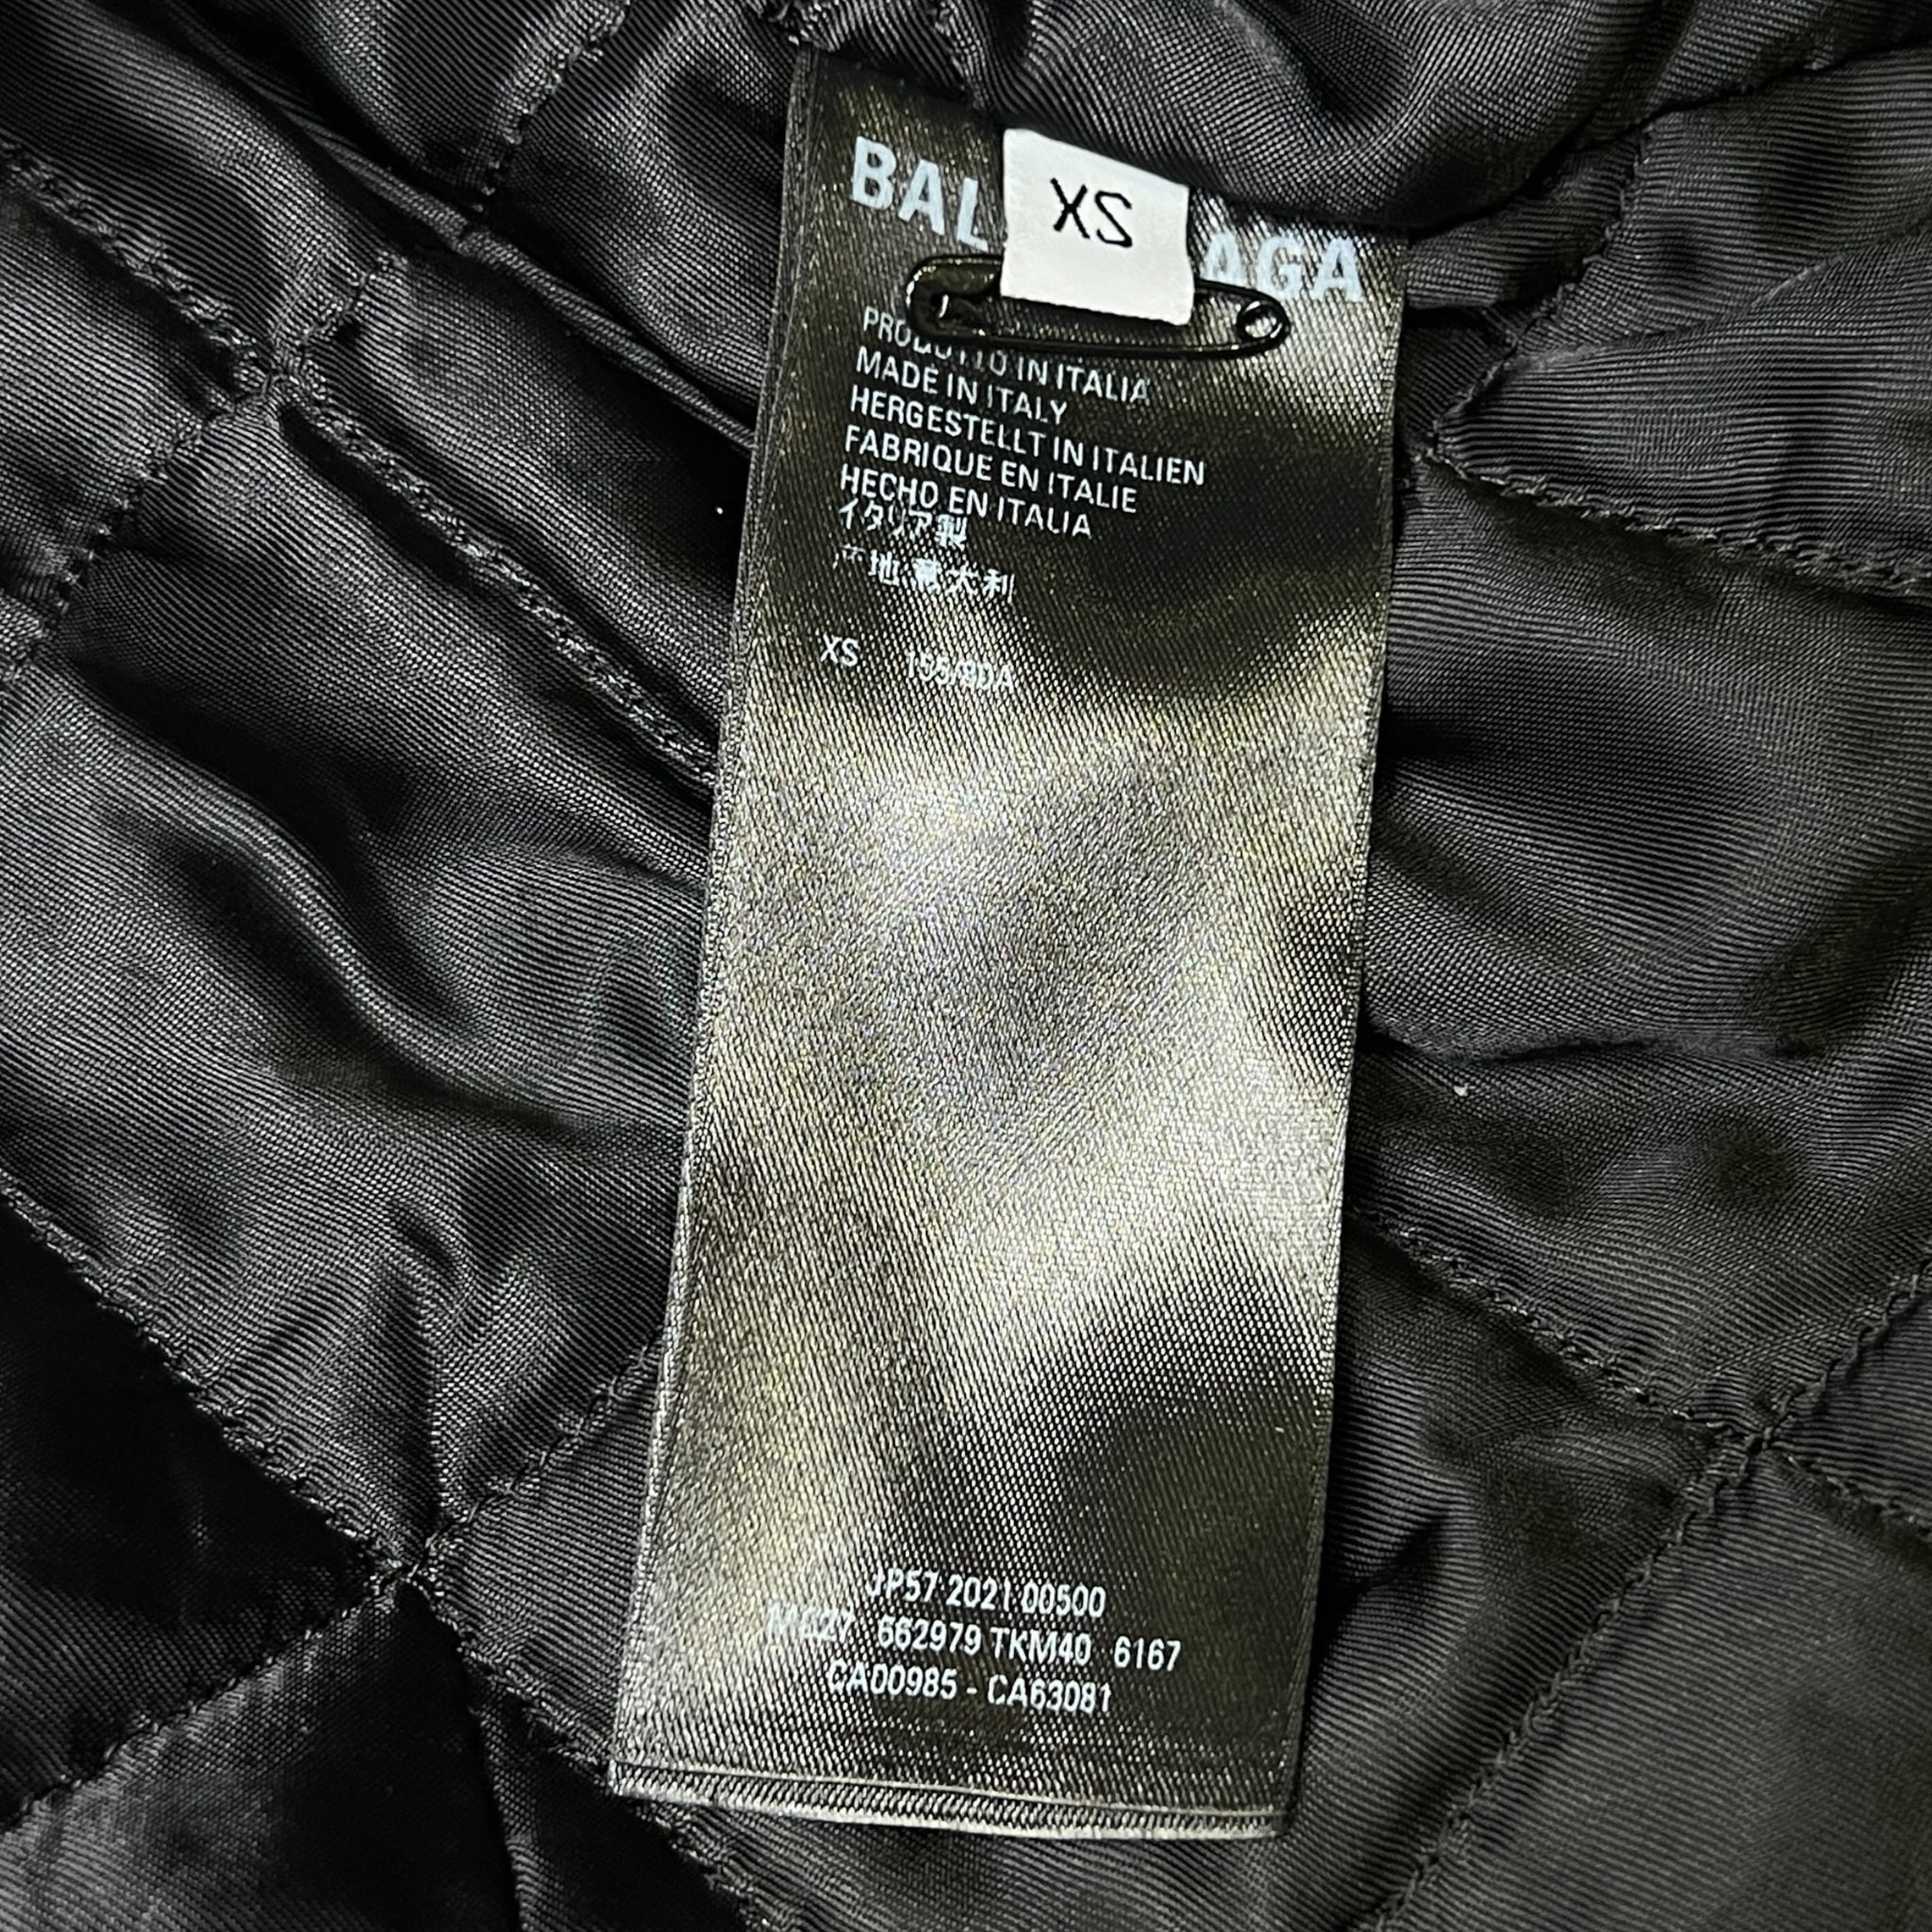 BAL AGA
XS
PRODOTTO IN ITALIA
MADE IN ITALY
HERGESTELLT IN ITALIEN
FABRIQUE EN ITALIE
HECHO EN ITALIA
イタリア製
产地:意大利
XS
JP57 2021 00500
662979 TKM40 6167
CA00985 - CA63081